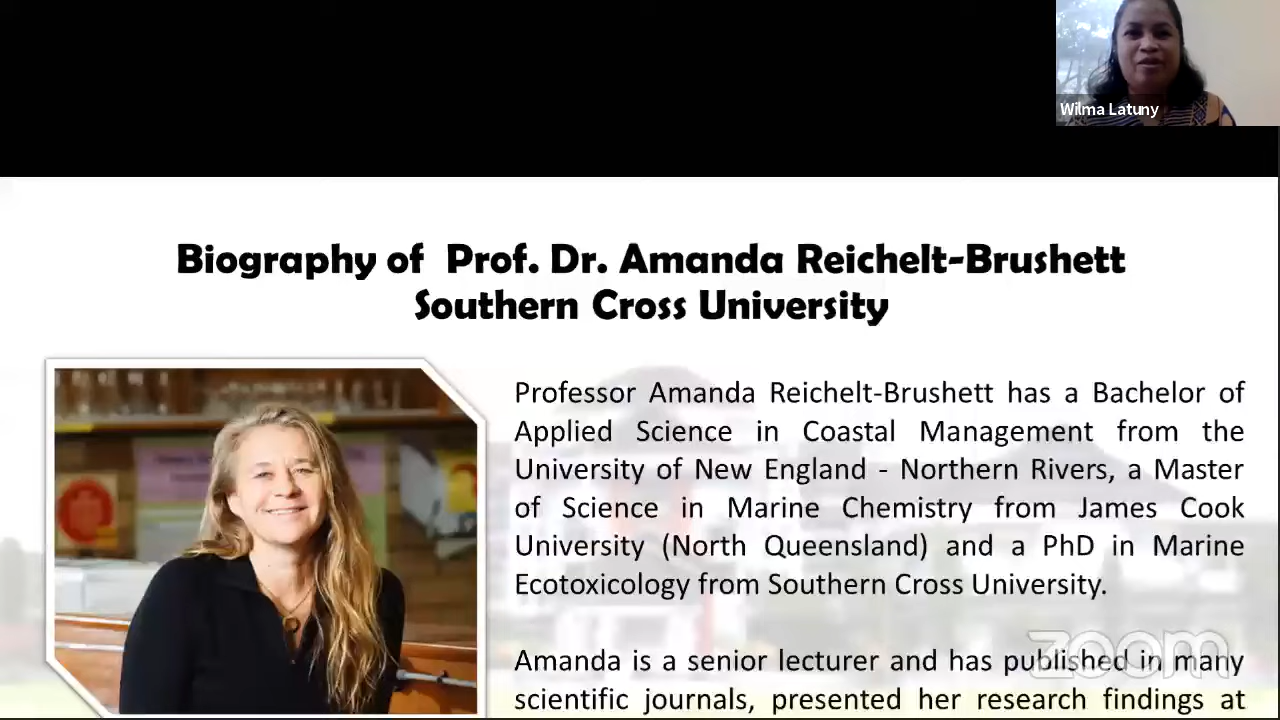 Wilma Latuny
Biography of Prof. Dr. Amanda Reichelt-Brushett
Southern Cross University
Professor Amanda Reichelt-Brushett has a Bachelor of
Applied Science in Coastal Management from the
University of New England - Northern Rivers, a Master
of Science in Marine Chemistry from James Cook
University (North Queensland) and a PhD in Marine
Ecotoxicology from Southern Cross University.
Amanda is a senior lecturer and has published in many
scientific journals, presented her research findings at
zoom